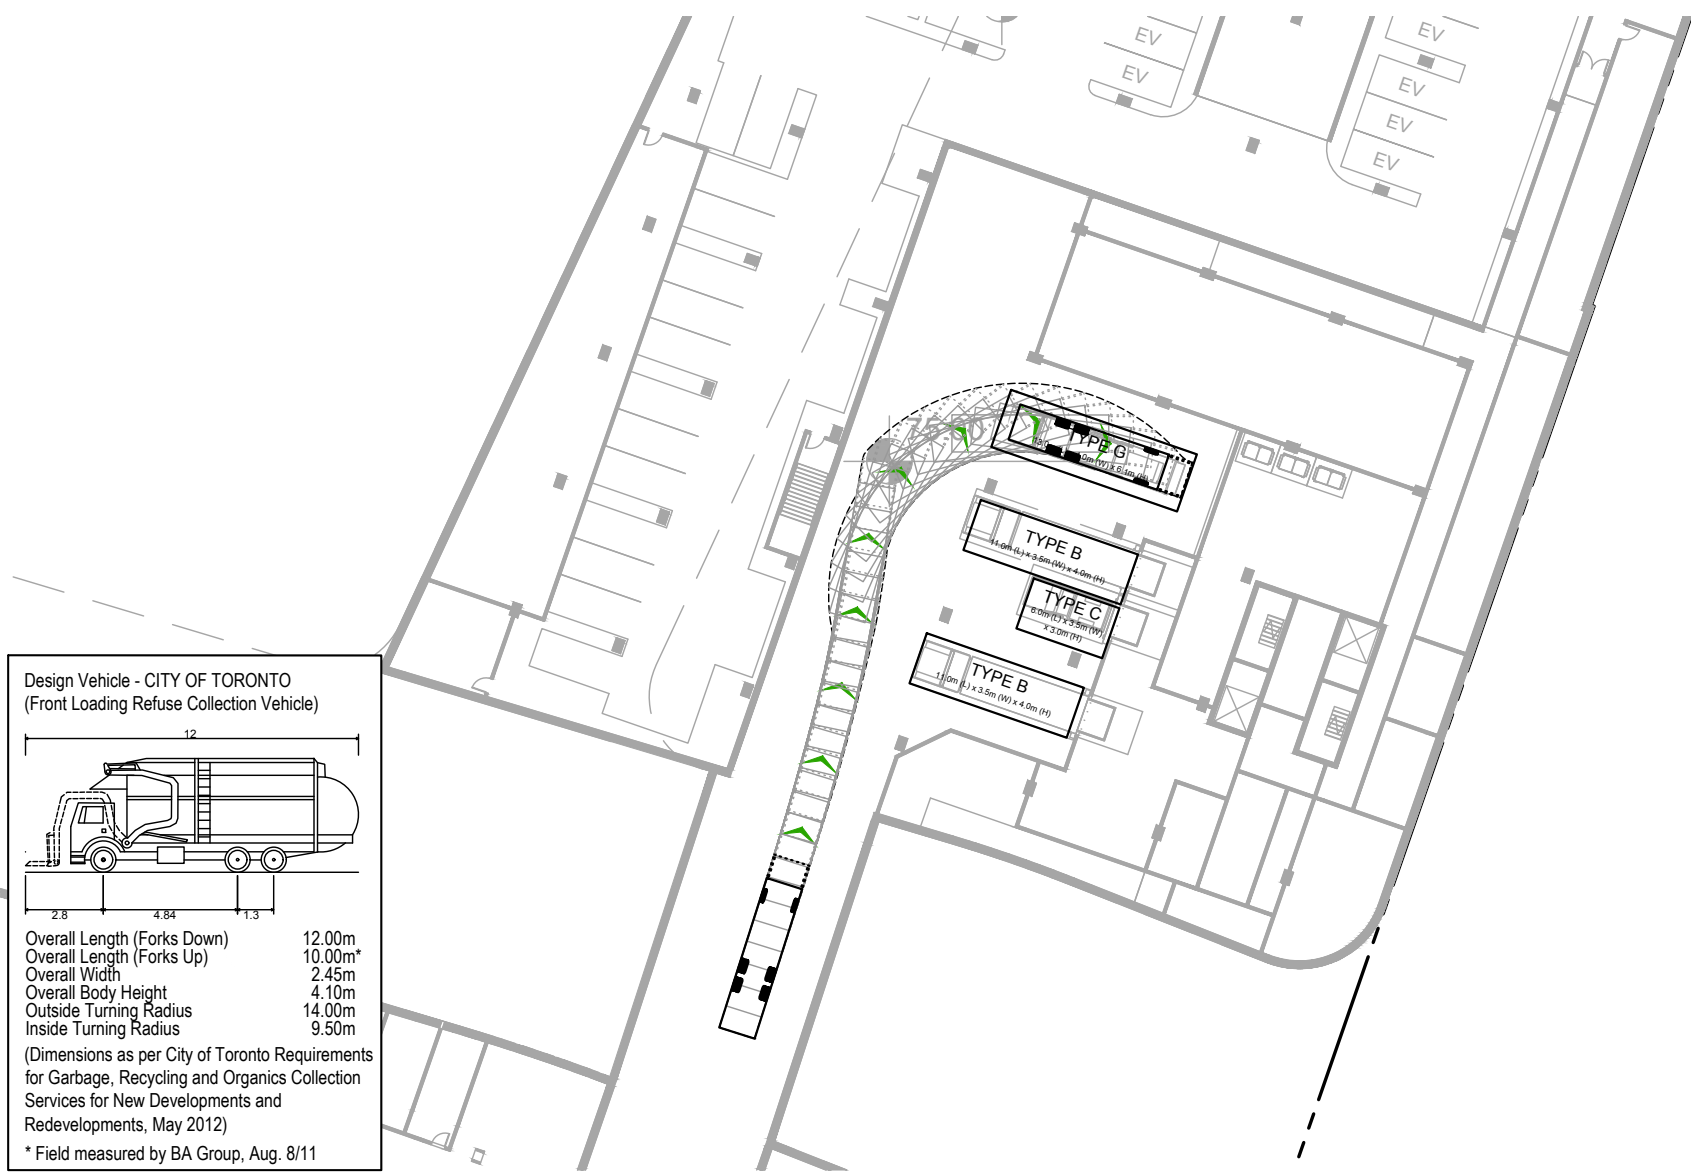 EV
EV
EV
EV
EV
EV
TYPE G
TYPE B
11.0m (L) x 3.5m (W) x 4.0m (H)
TYPE C
6.0m (L) x 3.5m (W)
x 3.0m (H)
TYPE B
11.0m (L) x 3.5m (W) x 4.0m (H)
Design Vehicle - CITY OF TORONTO
(Front Loading Refuse Collection Vehicle)
12
2.8 4.84 1.3
Overall Length (Forks Down) 12.00m
Overall Length (Forks Up) 10.00m*
Overall Width 2.45m
Overall Body Height 4.10m
Outside Turning Radius 14.00m
Inside Turning Radius 9.50m
(Dimensions as per City of Toronto Requirements
for Garbage, Recycling and Organics Collection
Services for New Developments and
Redevelopments, May 2012)
* Field measured by BA Group, Aug. 8/11